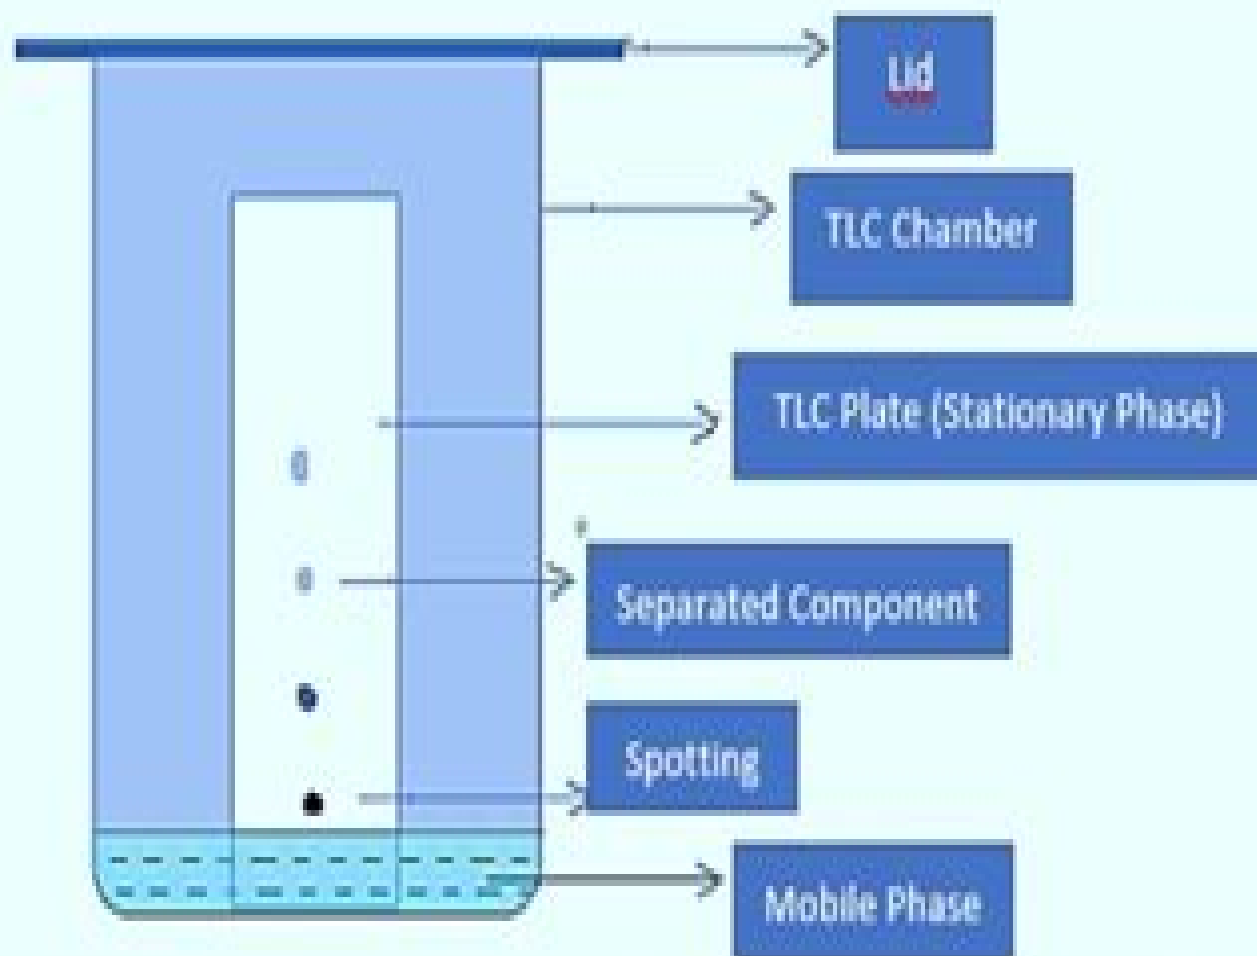 Lid
TLC Chamber
TLC Plate (Stationary Phase)
Separated Component
Spotting
Mobile Phase